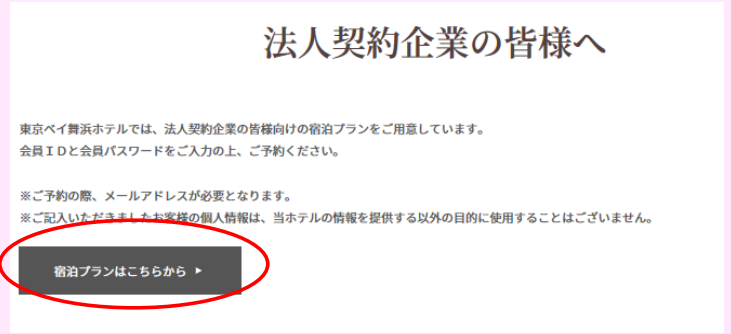 法人契約企業の皆様へ
東京ベイ舞浜ホテルでは、法人契約企業の皆様向けの宿泊プランをご用意しています。
会員ＩＤと会員パスワードをご入力の上、ご予約ください。
※ご予約の際、メールアドレスが必要となります。
※ご記入いただきましたお客様の個人情報は、当ホテルの情報を提供する以外の目的に使用することはございません。
宿泊プランはこちらから ▶